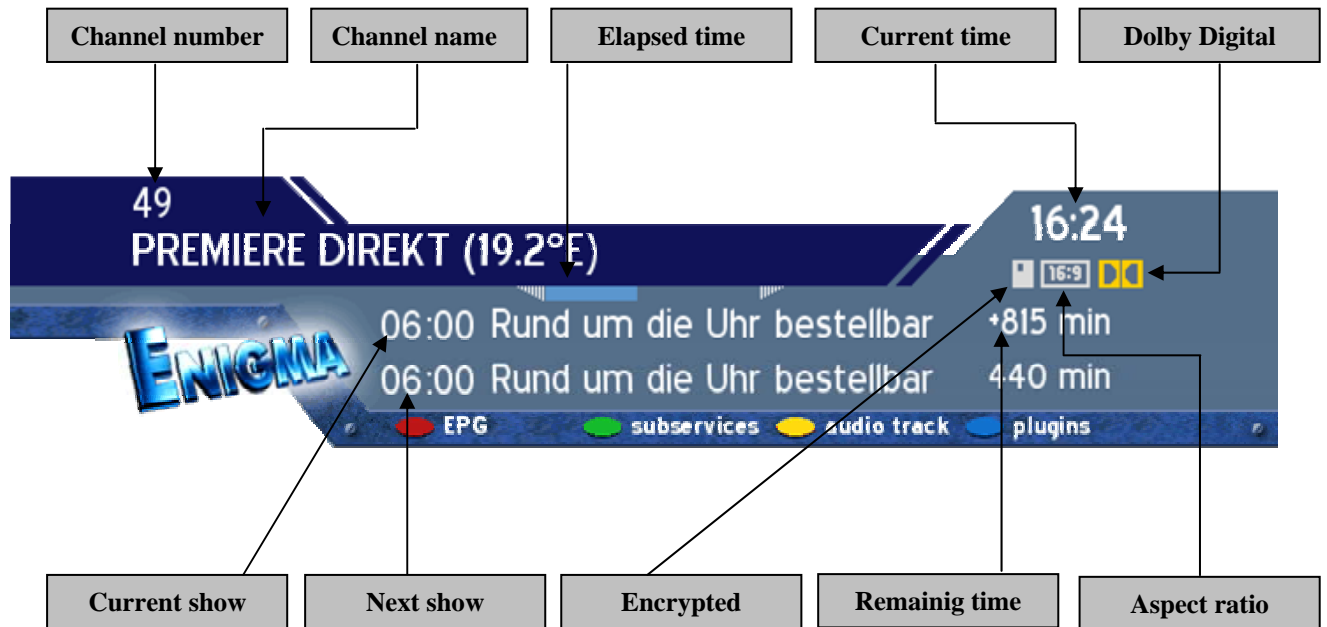 Channel number
Channel name
Elapsed time
Current time
Dolby Digital
49
16:24
PREMIERE DIREKT (19.2°E)
16:9
ENIGMA
06:00 Rund um die Uhr bestellbar +815 min
06:00 Rund um die Uhr bestellbar 440 min
EPG
subservices
audio track
plugins
Current show
Next show
Encrypted
Remainig time
Aspect ratio